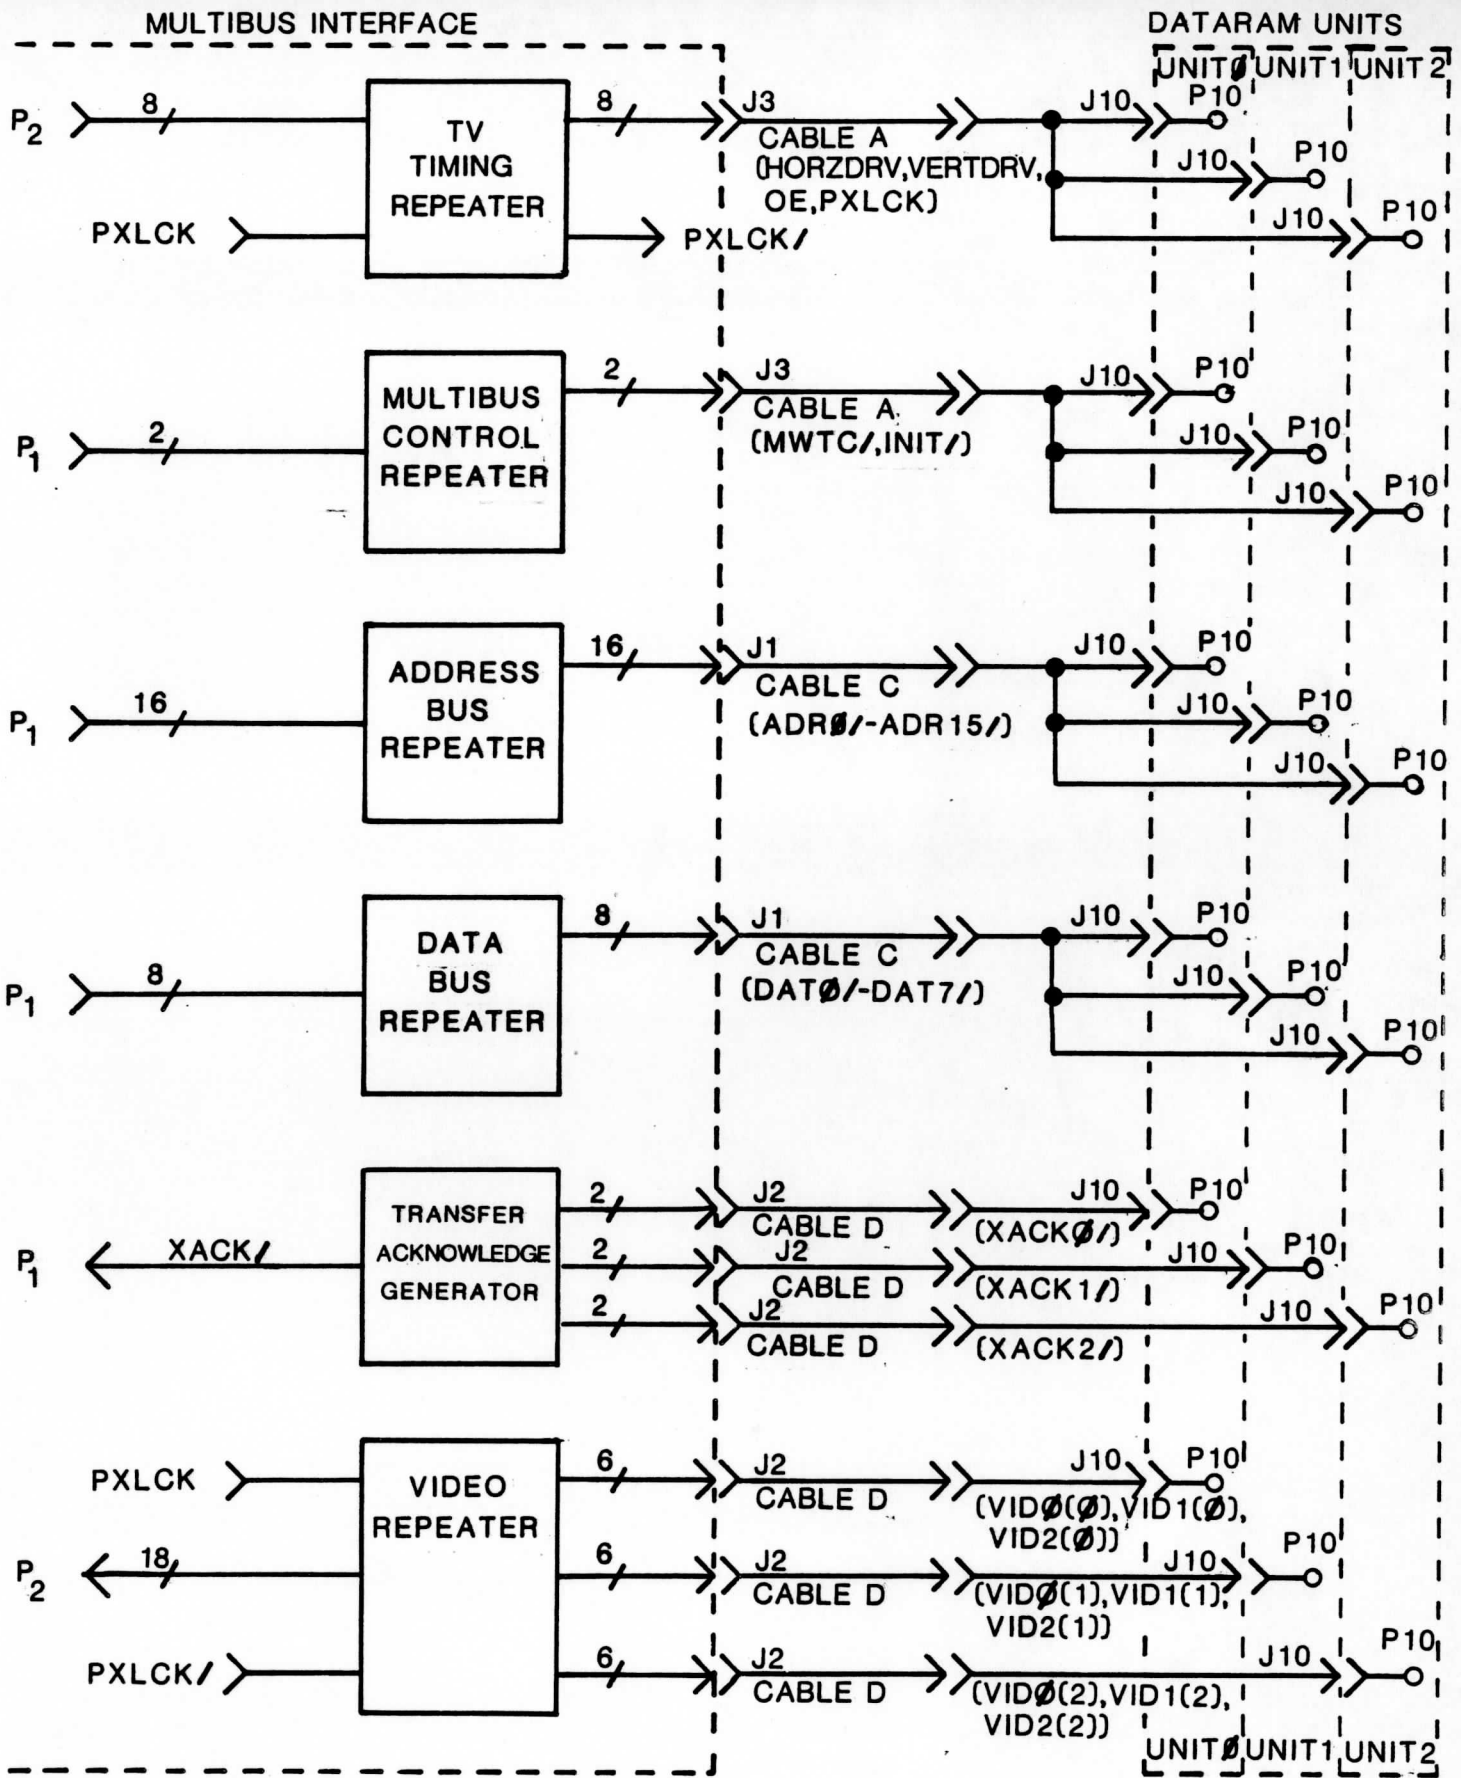 MULTIBUS INTERFACE
DATARAM UNITS
UNITØ UNIT1 UNIT 2
P2 8
TV
TIMING
REPEATER
8
J3
CABLE A
(HORZDRV,VERTDRV,
OE,PXLCK)
J10 P10
J10 P10
J10 P10
PXLCK
PXLCK/
P1 2
MULTIBUS
CONTROL
REPEATER
2
J3
CABLE A
(MWTC/,INIT/)
J10 P10
J10 P10
J10 P10
P1 16
ADDRESS
BUS
REPEATER
16
J1
CABLE C
(ADRØ/-ADR15/)
J10 P10
J10 P10
J10 P10
P1 8
DATA
BUS
REPEATER
8
J1
CABLE C
(DATØ/-DAT7/)
J10 P10
J10 P10
J10 P10
P1 XACK/
TRANSFER
ACKNOWLEDGE
GENERATOR
2 J2
CABLE D
(XACKØ/)
J10 P10
2 J2
CABLE D
(XACK1/)
J10 P10
2 J2
CABLE D
(XACK2/)
J10 P10
PXLCK
P2 18
PXLCK/
VIDEO
REPEATER
6 J2
CABLE D
(VIDØ(Ø),VID1(Ø),
VID2(Ø))
J10 P10
6 J2
CABLE D
(VIDØ(1),VID1(1),
VID2(1))
J10 P10
6 J2
CABLE D
(VIDØ(2),VID1(2),
VID2(2))
J10 P10
UNITØ UNIT1 UNIT2